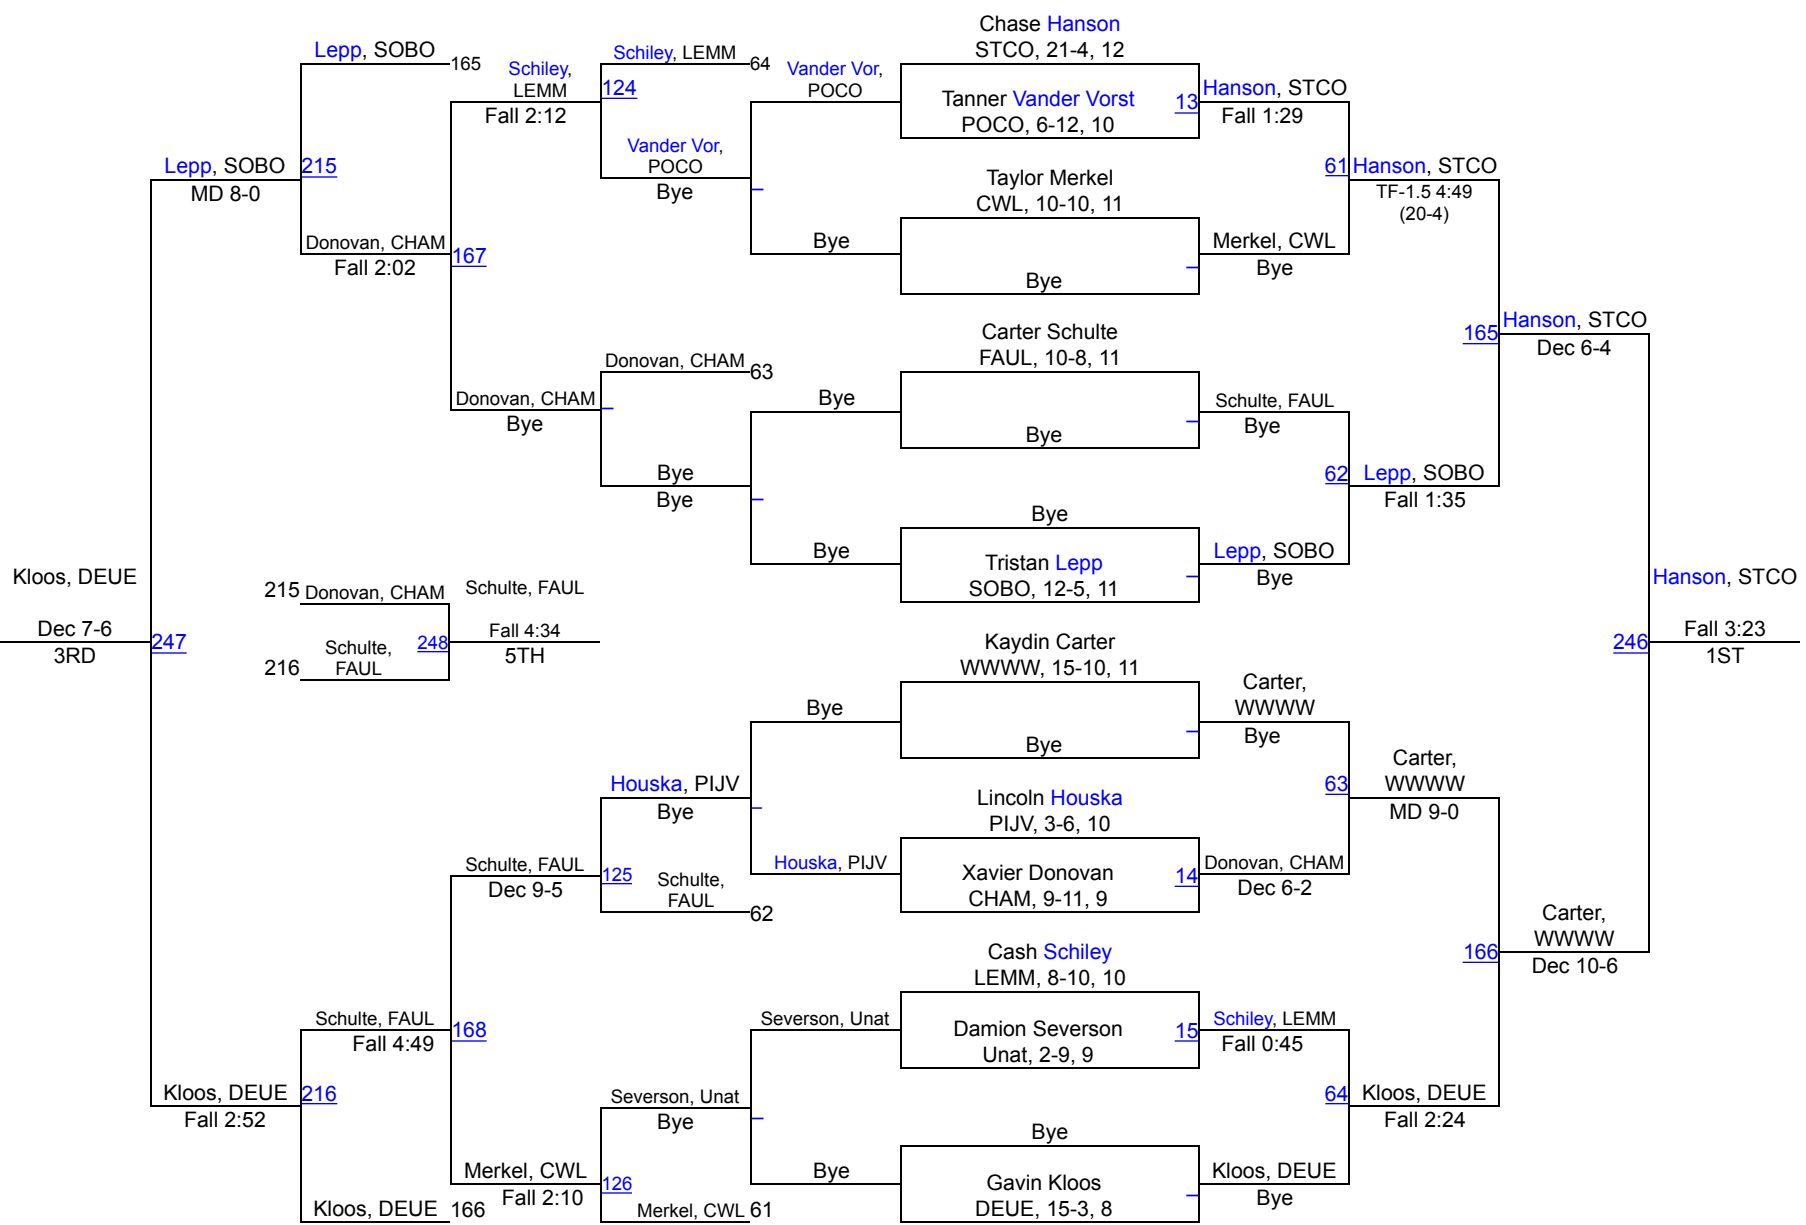 Chase Hanson
STCO, 21-4, 12
Tanner Vander Vorst
POCO, 6-12, 10
13
Taylor Merkel
CWL, 10-10, 11
Bye
Carter Schulte
FAUL, 10-8, 11
Bye
Bye
Tristan Lepp
SOBO, 12-5, 11
Kaydin Carter
WWWW, 15-10, 11
Bye
Lincoln Houska
PIJV, 3-6, 10
Xavier Donovan
CHAM, 9-11, 9
14
Cash Schiley
LEMM, 8-10, 10
Damion Severson
Unat, 2-9, 9
15
Bye
Gavin Kloos
DEUE, 15-3, 8
Hanson, STCO
Fall 1:29
61
Merkel, CWL
Bye
Schulte, FAUL
Bye
62
Lepp, SOBO
Bye
Carter,
WWWW
Bye
63
Donovan, CHAM
Dec 6-2
Schiley, LEMM
Fall 0:45
64
Kloos, DEUE
Bye
Hanson, STCO
TF-1.5 4:49
(20-4)
165
Lepp, SOBO
Fall 1:35
Carter,
WWWW
MD 9-0
166
Kloos, DEUE
Fall 2:24
Hanson, STCO
Dec 6-4
246
Carter,
WWWW
Dec 10-6
Hanson, STCO
Fall 3:23
1ST
Vander Vor,
POCO
Bye
Bye
Bye
Bye
Houska, PIJV
Severson, Unat
Bye
Schiley, LEMM
64
124
Vander Vor,
POCO
Bye
Donovan, CHAM
63
Bye
Bye
Houska, PIJV
Bye
125
Schulte,
FAUL
62
Severson, Unat
Bye
126
Merkel, CWL
61
Schiley,
LEMM
Fall 2:12
167
Donovan, CHAM
Bye
Schulte, FAUL
Dec 9-5
168
Merkel, CWL
Fall 2:10
Lepp, SOBO
165
215
Donovan, CHAM
Fall 2:02
215
Donovan, CHAM
Schulte,
FAUL
216
248
Schulte, FAUL
Fall 4:34
5TH
Schulte, FAUL
Fall 4:49
216
Kloos, DEUE
166
Lepp, SOBO
MD 8-0
247
Kloos, DEUE
Fall 2:52
Kloos, DEUE
Dec 7-6
3RD